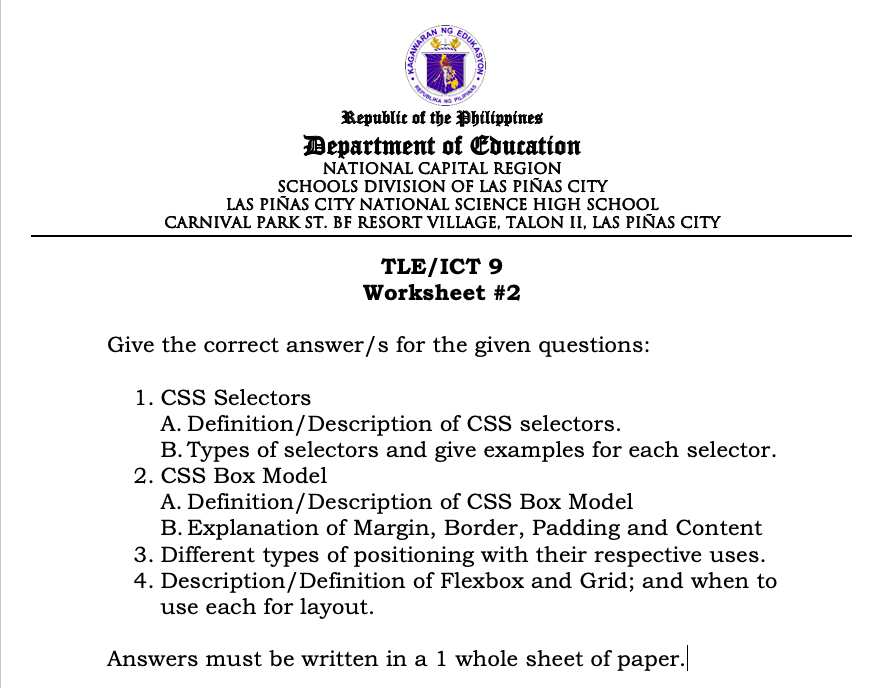 KAGAWARAN NG EDUKASYON
REPUBLIKA NG PILIPINAS
Republic of the Philippines
Department of Education
NATIONAL CAPITAL REGION
SCHOOLS DIVISION OF LAS PIÑAS CITY
LAS PIÑAS CITY NATIONAL SCIENCE HIGH SCHOOL
CARNIVAL PARK ST. BF RESORT VILLAGE, TALON II, LAS PIÑAS CITY
TLE/ICT 9
Worksheet #2
Give the correct answer/s for the given questions:
1. CSS Selectors
A. Definition/Description of CSS selectors.
B. Types of selectors and give examples for each selector.
2. CSS Box Model
A. Definition/Description of CSS Box Model
B. Explanation of Margin, Border, Padding and Content
3. Different types of positioning with their respective uses.
4. Description/Definition of Flexbox and Grid; and when to
use each for layout.
Answers must be written in a 1 whole sheet of paper.